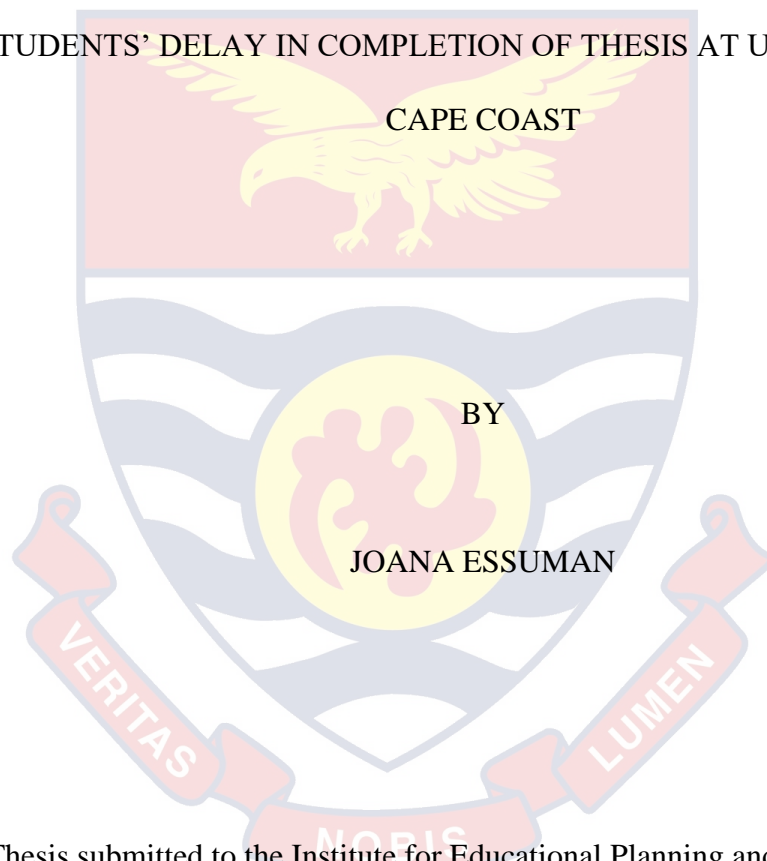 TUDENTS’ DELAY IN COMPLETION OF THESIS AT U
CAPE COAST
BY
JOANA ESSUMAN
VERITAS
NOBIS
LUMEN
Thesis submitted to the Institute for Educational Planning and